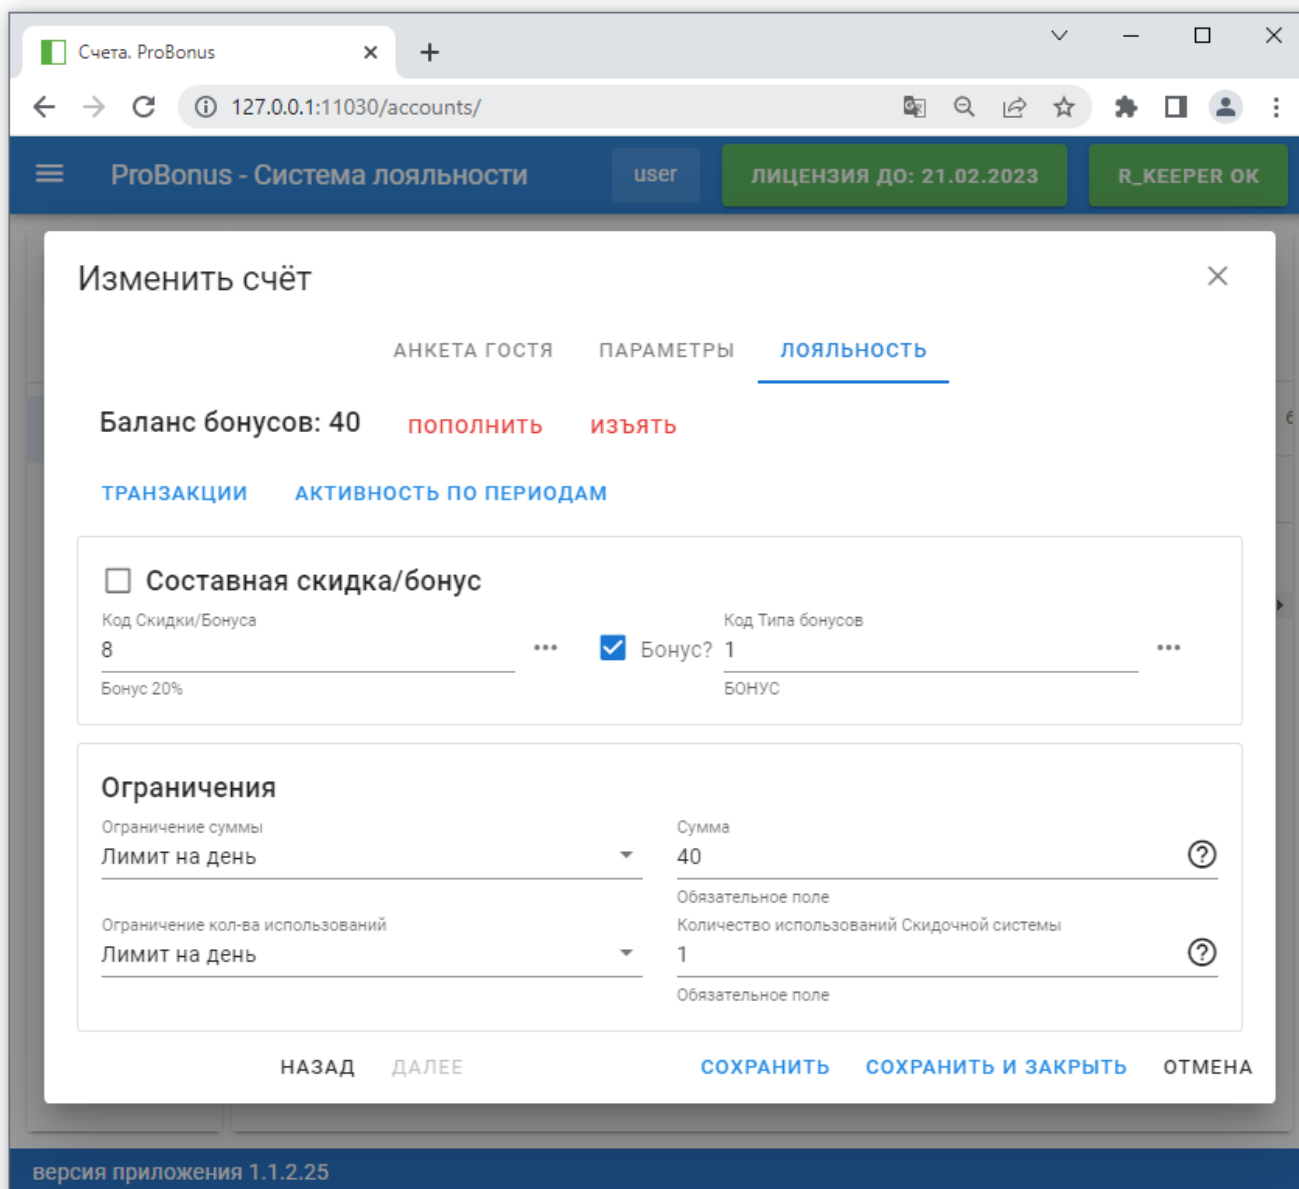 Счета. ProBonus
127.0.0.1:11030/accounts/
ProBonus - Система лояльности user ЛИЦЕНЗИЯ ДО: 21.02.2023 R_KEEPER OK
Изменить счёт
АНКЕТА ГОСТЯ ПАРАМЕТРЫ ЛОЯЛЬНОСТЬ
Баланс бонусов: 40 ПОПОЛНИТЬ ИЗЪЯТЬ
ТРАНЗАКЦИИ АКТИВНОСТЬ ПО ПЕРИОДАМ
Составная скидка/бонус
Код Скидки/Бонуса Код Типа бонусов
8 ••• Бонус? 1 •••
Бонус 20% БОНУС
Ограничения
Ограничение суммы Сумма
Лимит на день 40
Обязательное поле
Ограничение кол-ва использований Количество использований Скидочной системы
Лимит на день 1
Обязательное поле
НАЗАД ДАЛЕЕ СОХРАНИТЬ СОХРАНИТЬ И ЗАКРЫТЬ ОТМЕНА
версия приложения 1.1.2.25